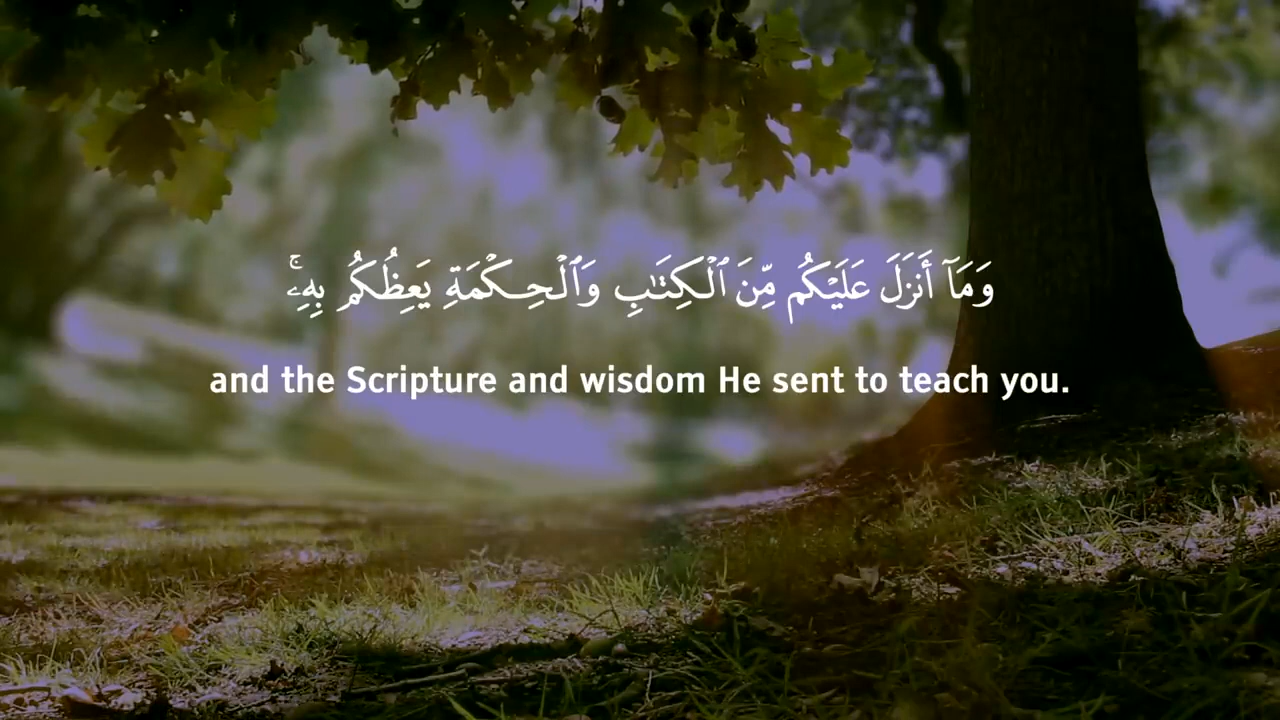 وَمَآ أَنزَلَ عَلَيْكُم مِّنَ ٱلْكِتَـٰبِ وَٱلْحِكْمَةِ يَعِظُكُم بِهِۦ ۚ
and the Scripture and wisdom He sent to teach you.